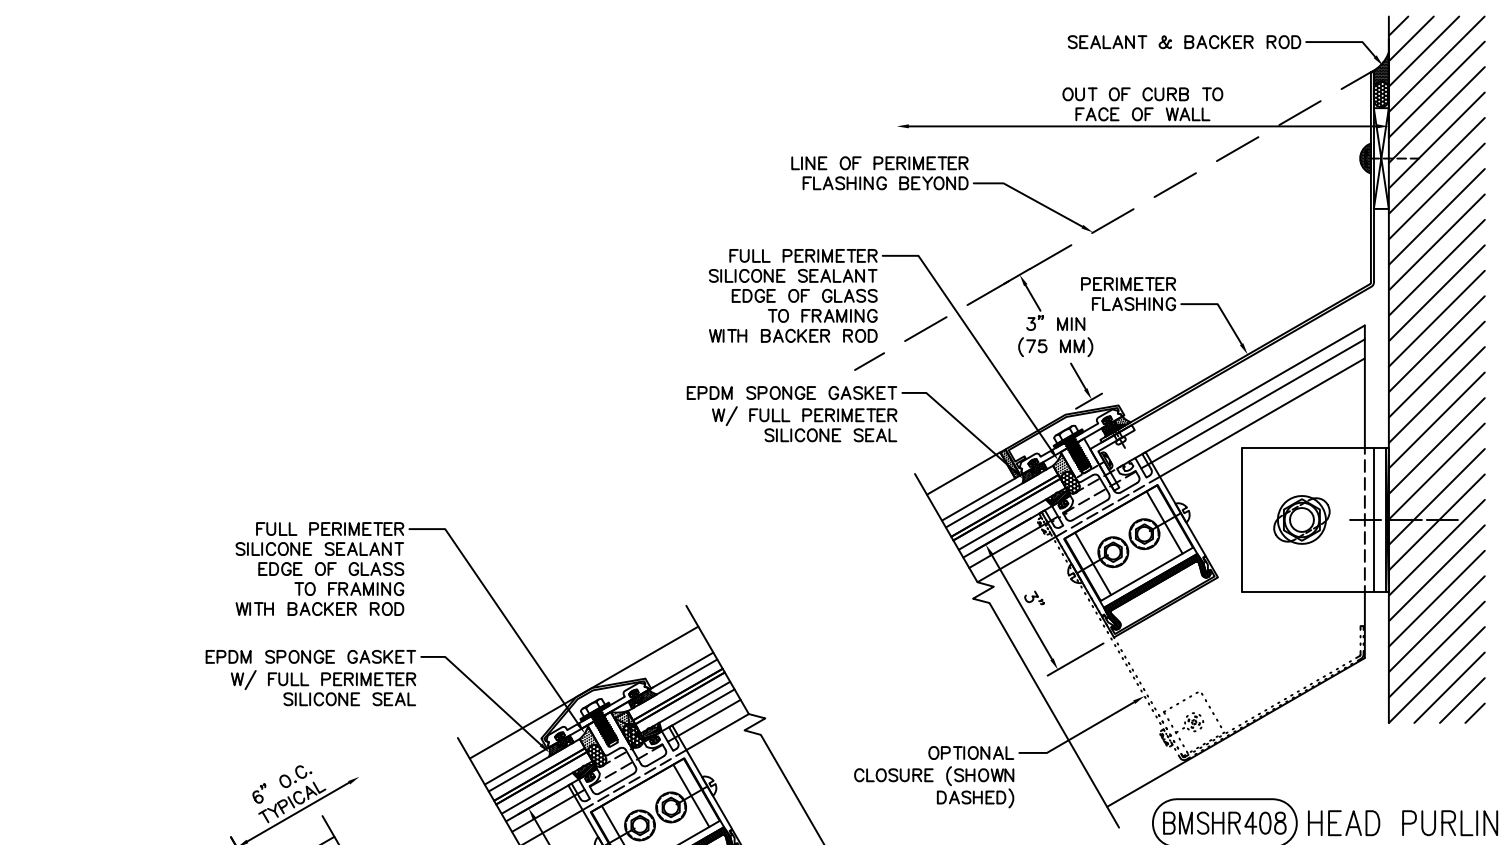 SEALANT & BACKER ROD
OUT OF CURB TO
FACE OF WALL
LINE OF PERIMETER
FLASHING BEYOND
FULL PERIMETER
SILICONE SEALANT
EDGE OF GLASS
TO FRAMING
WITH BACKER ROD
PERIMETER
FLASHING
3" MIN
(75 MM)
EPDM SPONGE GASKET
W/ FULL PERIMETER
SILICONE SEAL
3"
FULL PERIMETER
SILICONE SEALANT
EDGE OF GLASS
TO FRAMING
WITH BACKER ROD
EPDM SPONGE GASKET
W/ FULL PERIMETER
SILICONE SEAL
6" O.C.
TYPICAL
OPTIONAL
CLOSURE (SHOWN
DASHED)
BMSHR408 HEAD PURLIN